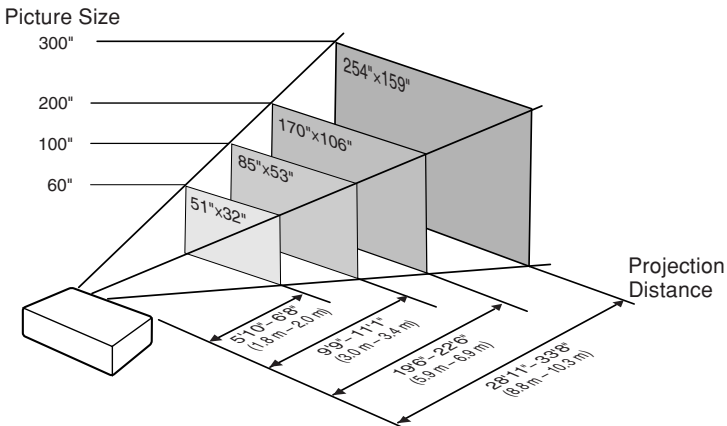 Picture Size
300"
200"
100"
60"
254"x159"
170"x106"
85"x53"
51"x32"
Projection
Distance
5'10"–6'8"
(1.8 m – 2.0 m)
9'9"–11'1"
(3.0 m – 3.4 m)
19'6"–22'6"
(5.9 m – 6.9 m)
28'11"–33'8"
(8.8 m – 10.3 m)